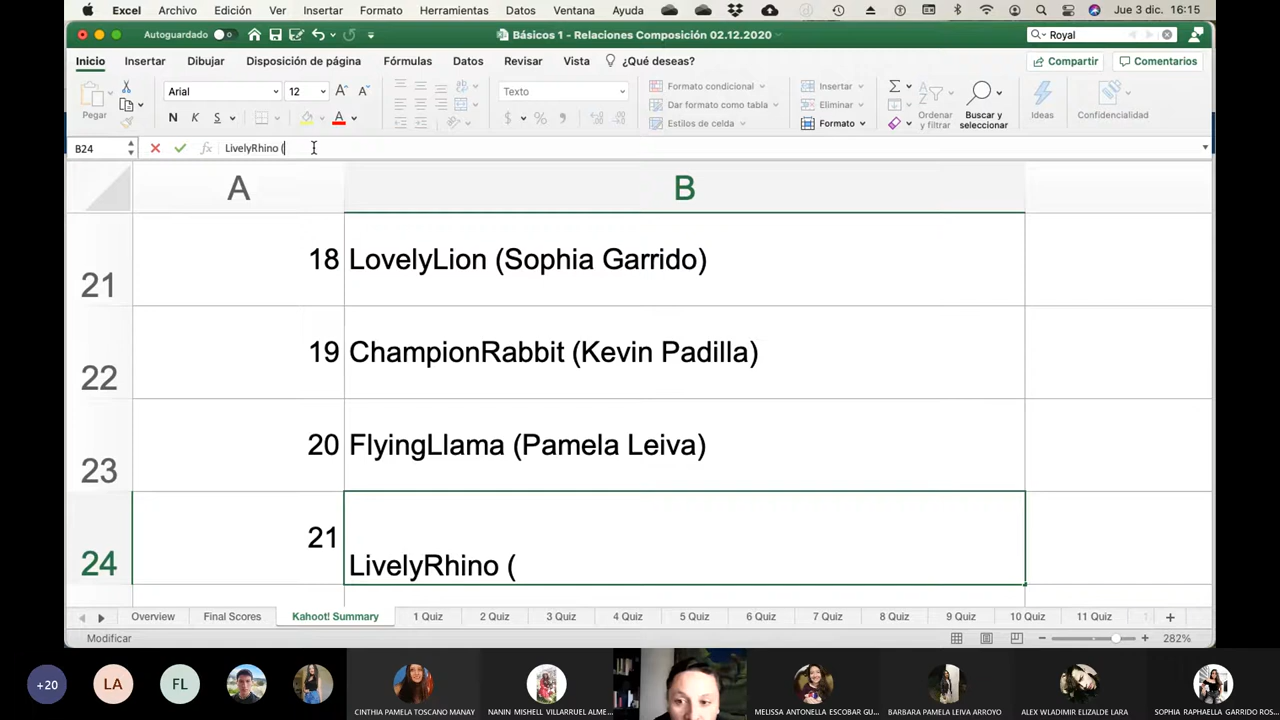 Excel Archivo Edición Ver Insertar Formato Herramientas Datos Ventana Ayuda Jue 3 dic. 16:15
Autoguardado Básicos 1 - Relaciones Composición 02.12.2020 Royal
Inicio Insertar Dibujar Disposición de página Fórmulas Datos Revisar Vista ¿Qué deseas? Compartir Comentarios
Pegar Arial 12 Texto Formato condicional Insertar
Dar formato como tabla Eliminar
N K S A $ % Estilos de celda Formato Ordenar y filtrar Buscar y seleccionar Ideas Confidencialidad
B24 fx LivelyRhino (
A B
21 18 LovelyLion (Sophia Garrido)
22 19 ChampionRabbit (Kevin Padilla)
23 20 FlyingLlama (Pamela Leiva)
24 21 LivelyRhino (
Overview Final Scores Kahoot! Summary 1 Quiz 2 Quiz 3 Quiz 4 Quiz 5 Quiz 6 Quiz 7 Quiz 8 Quiz 9 Quiz 10 Quiz 11 Quiz
Modificar 282%
+20 LA FL CINTHIA PAMELA TOSCANO MANAY NANIN MISHELL VILLARRUEL ALME... MELISSA ANTONELLA ESCOBAR GU... BARBARA PAMELA LEIVA ARROYO ALEX WLADIMIR ELIZALDE LARA SOPHIA RAPHAELLA GARRIDO ROS...